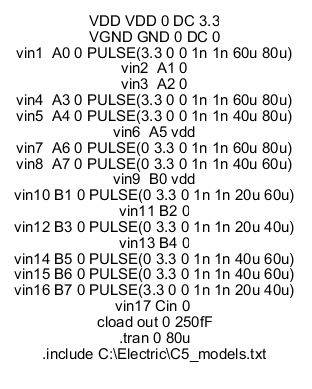 VDD VDD 0 DC 3.3
VGND GND 0 DC 0
vin1 A0 0 PULSE(3.3 0 0 1n 1n 60u 80u)
vin2 A1 0
vin3 A2 0
vin4 A3 0 PULSE(3.3 0 0 1n 1n 60u 80u)
vin5 A4 0 PULSE(3.3 0 0 1n 1n 40u 80u)
vin6 A5 vdd
vin7 A6 0 PULSE(0 3.3 0 1n 1n 60u 80u)
vin8 A7 0 PULSE(0 3.3 0 1n 1n 40u 60u)
vin9 B0 vdd
vin10 B1 0 PULSE(0 3.3 0 1n 1n 20u 60u)
vin11 B2 0
vin12 B3 0 PULSE(0 3.3 0 1n 1n 20u 40u)
vin13 B4 0
vin14 B5 0 PULSE(0 3.3 0 1n 1n 40u 60u)
vin15 B6 0 PULSE(0 3.3 0 1n 1n 40u 60u)
vin16 B7 0 PULSE(3.3 0 0 1n 1n 20u 40u)
vin17 Cin 0
cload out 0 250fF
.tran 0 80u
.include C:\Electric\C5_models.txt